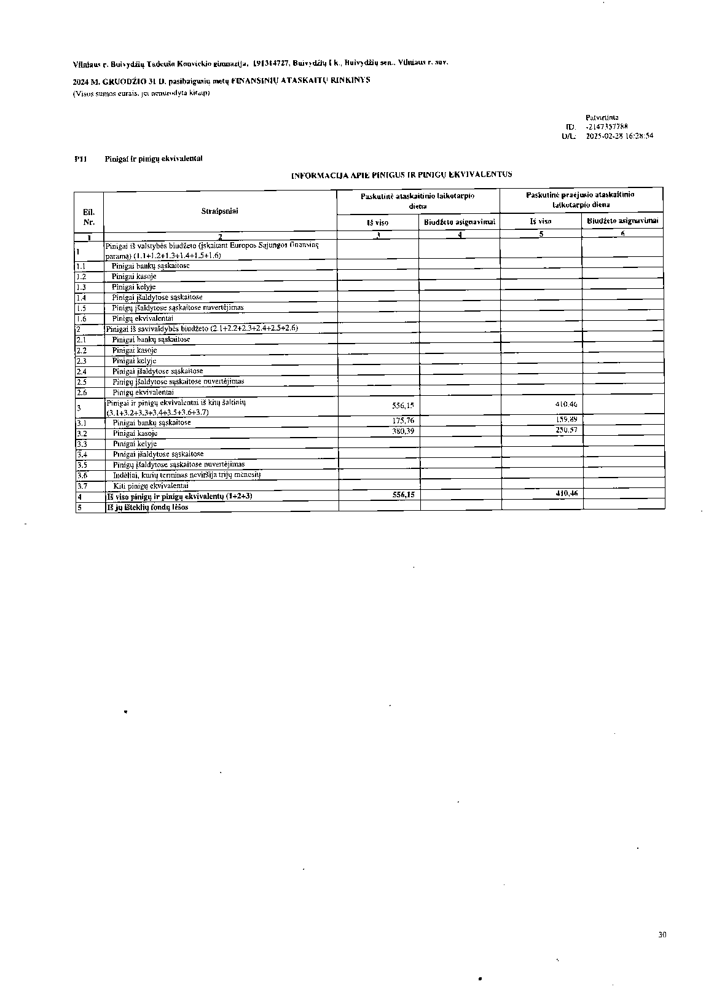 Vilniaus r. Buivydžių Tadeušo Konvickio gimnazija, 191314727, Buivydžių I k., Buivydžių sen., Vilniaus r. sav.
2024 M. GRUODŽIO 31 D. pasibaigusių metų FINANSINIŲ ATASKAITŲ RINKINYS
(Visos sumos eurais, jei nenurodyta kitaip)
Patvirtinta
ID: -2147357788
D/L: 2025-02-28 16:28:54
P11 Pinigai ir pinigų ekvivalentai
INFORMACIJA APIE PINIGUS IR PINIGŲ EKVIVALENTUS
Eil. Nr. Straipsniai Paskutinė ataskaitinio laikotarpio diena Paskutinė praėjusio ataskaitinio laikotarpio diena
Iš viso Biudžeto asignavimai Iš viso Biudžeto asignavimai
1 2 3 4 5 6
1 Pinigai iš valstybės biudžeto (įskaitant Europos Sąjungos finansinę
paramą) (1.1+1.2+1.3+1.4+1.5+1.6)
1.1 Pinigai bankų sąskaitose
1.2 Pinigai kasoje
1.3 Pinigai kelyje
1.4 Pinigai įšaldytose sąskaitose
1.5 Pinigų įšaldytose sąskaitose nuvertėjimas
1.6 Pinigų ekvivalentai
2 Pinigai iš savivaldybės biudžeto (2.1+2.2+2.3+2.4+2.5+2.6)
2.1 Pinigai bankų sąskaitose
2.2 Pinigai kasoje
2.3 Pinigai kelyje
2.4 Pinigai įšaldytose sąskaitose
2.5 Pinigų įšaldytose sąskaitose nuvertėjimas
2.6 Pinigų ekvivalentai
3 Pinigai ir pinigų ekvivalentai iš kitų šaltinių
(3.1+3.2+3.3+3.4+3.5+3.6+3.7) 556,15 410,46
3.1 Pinigai bankų sąskaitose 175,76 159,89
3.2 Pinigai kasoje 380,39 250,57
3.3 Pinigai kelyje
3.4 Pinigai įšaldytose sąskaitose
3.5 Pinigų įšaldytose sąskaitose nuvertėjimas
3.6 Indėliai, kurių terminas neviršija trijų mėnesių
3.7 Kiti pinigų ekvivalentai
4 Iš viso pinigų ir pinigų ekvivalentų (1+2+3) 556,15 410,46
5 Iš jų išteklių fondų lėšos
30